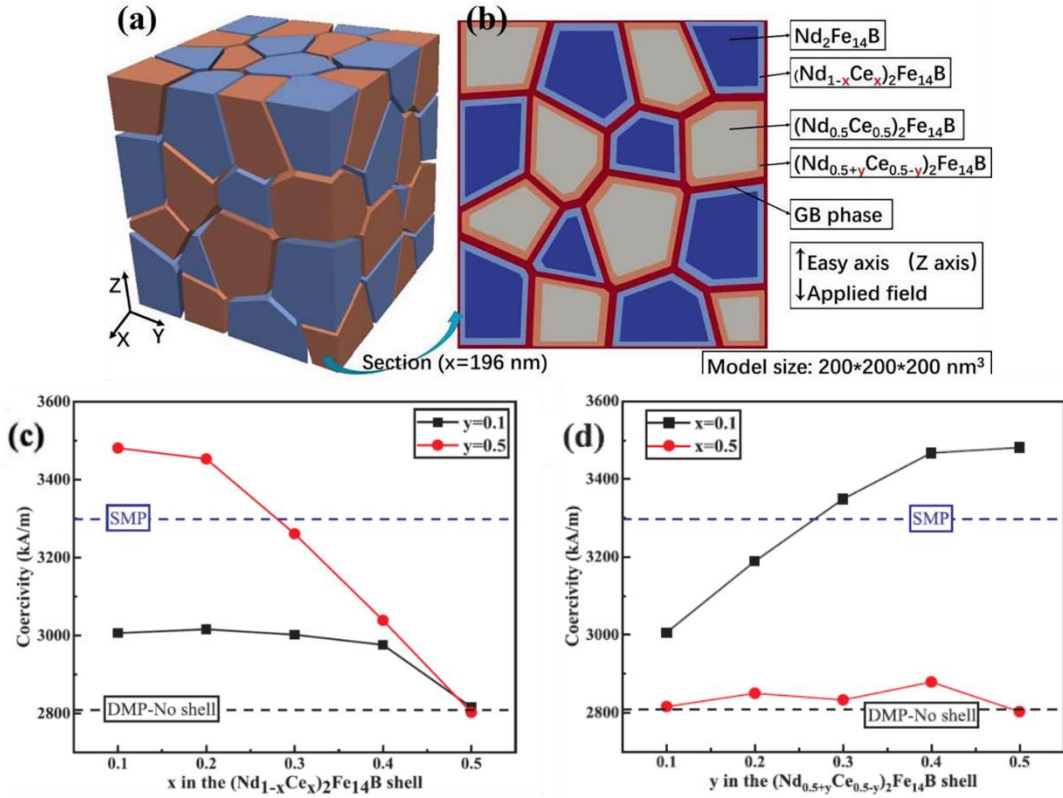 (a)
Z
X
Y
Section (x=196 nm)
(b)
Nd₂Fe₁₄B
(Nd₁₋ₓCeₓ)₂Fe₁₄B
(Nd₀.₅Ce₀.₅)₂Fe₁₄B
(Nd₀.₅₊yCe₀.₅₋y)₂Fe₁₄B
GB phase
↑Easy axis (Z axis)
↓Applied field
Model size: 200*200*200 nm³
(c)
y=0.1
y=0.5
SMP
DMP-No shell
3600
3400
3200
3000
2800
Coercivity (kA/m)
0.1 0.2 0.3 0.4 0.5
x in the (Nd₁₋ₓCeₓ)₂Fe₁₄B shell
(d)
x=0.1
x=0.5
SMP
DMP-No shell
3600
3400
3200
3000
2800
Coercivity (kA/m)
0.1 0.2 0.3 0.4 0.5
y in the (Nd₀.₅₊yCe₀.₅₋y)₂Fe₁₄B shell